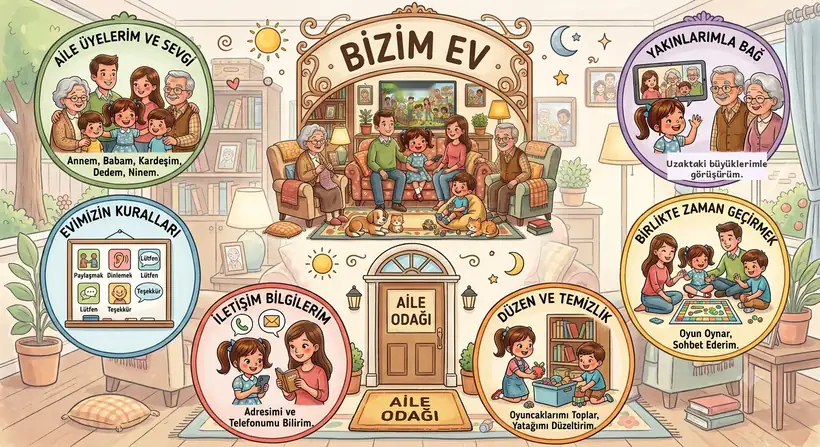 BİZİM EV
AİLE ÜYELERİM VE SEVGİ
Annem, Babam, Kardeşim,
Dedem, Ninem.
YAKINLARIMLA BAĞ
Uzaktaki büyüklerimle
görüşürüm.
EVİMİZİN KURALLARI
Paylaşmak
Dinlemek
Lütfen
Lütfen
Lütfen
Teşekkür
Teşekkür
BİRLİKTE ZAMAN GEÇİRMEK
Oyun Oynar,
Sohbet Ederim.
İLETİŞİM BİLGİLERİM
Adresimi ve
Telefonumu Bilirim.
AİLE
ODAĞI
AİLE
ODAĞI
DÜZEN VE TEMİZLİK
Oyuncaklarımı Toplar,
Yatağımı Düzeltirim.